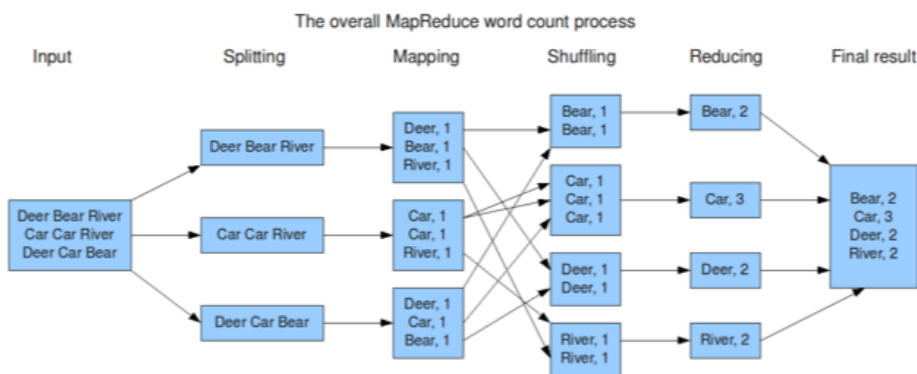 The overall MapReduce word count process
Input
Splitting
Mapping
Shuffling
Reducing
Final result
Deer Bear River
Car Car River
Deer Car Bear
Deer Bear River
Car Car River
Deer Car Bear
Deer, 1
Bear, 1
River, 1
Car, 1
Car, 1
River, 1
Deer, 1
Car, 1
Bear, 1
Bear, 1
Bear, 1
Car, 1
Car, 1
Car, 1
Deer, 1
Deer, 1
River, 1
River, 1
Bear, 2
Car, 3
Deer, 2
River, 2
Bear, 2
Car, 3
Deer, 2
River, 2